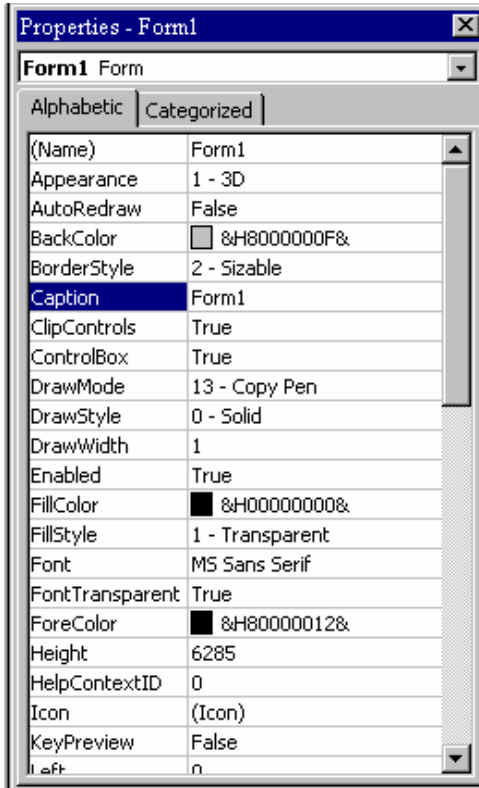 Properties - Form1
Form1 Form
Alphabetic Categorized
(Name) Form1
Appearance 1 - 3D
AutoRedraw False
BackColor &H8000000F&
BorderStyle 2 - Sizable
Caption Form1
ClipControls True
ControlBox True
DrawMode 13 - Copy Pen
DrawStyle 0 - Solid
DrawWidth 1
Enabled True
FillColor &H00000000&
FillStyle 1 - Transparent
Font MS Sans Serif
FontTransparent True
ForeColor &H80000012&
Height 6285
HelpContextID 0
Icon (Icon)
KeyPreview False
Left 0